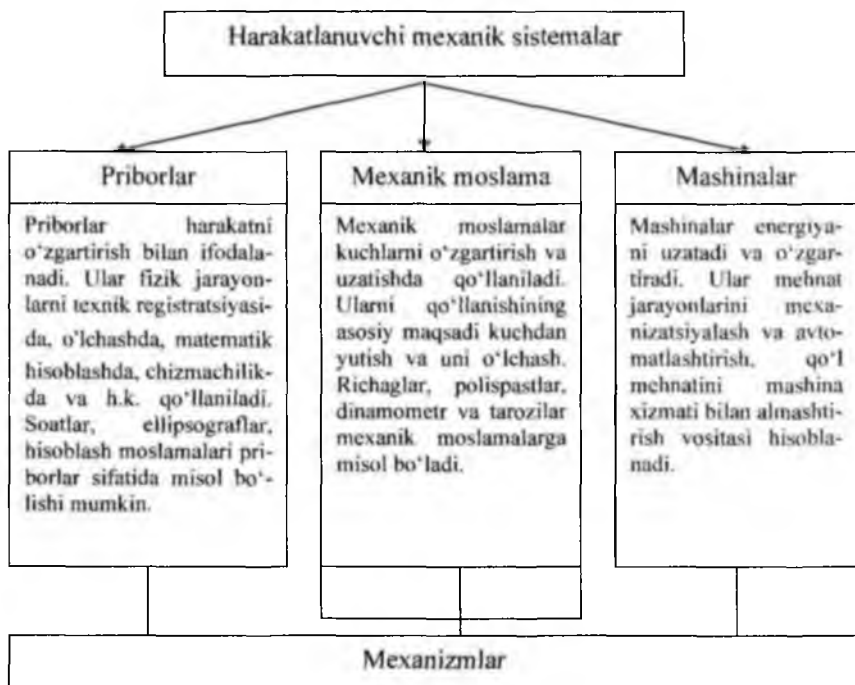 Harakatlanuvchi mexanik sistemalar
Priborlar
Priborlar harakatni
o‘zgartirish bilan ifodala-
nadi. Ular fizik jarayon-
larni texnik registratsiyasi-
da, o‘lchashda, matematik
hisoblashda, chizmachilik-
da va h.k. qo‘llaniladi.
Soatlar, ellipsograflar,
hisoblash moslamalari pri-
borlar sifatida misol bo‘-
lishi mumkin.
Mexanik moslama
Mexanik moslamalar
kuchlarni o‘zgartirish va
uzatishda qo‘llaniladi.
Ularni qo‘llanishining
asosiy maqsadi kuchdan
yutish va uni o‘lchash.
Richaglar, polispastlar,
dinamometr va tarozilar
mexanik moslamalarga
misol bo‘ladi.
Mashinalar
Mashinalar energiya-
ni uzatadi va o‘zgar-
tiradi. Ular mehnat
jarayonlarini mexa-
nizatsiyalash va avto-
matlashtirish, qo‘l
mehnatini mashina
xizmati bilan almashti-
rish vositasi hisobla-
nadi.
Mexanizmlar